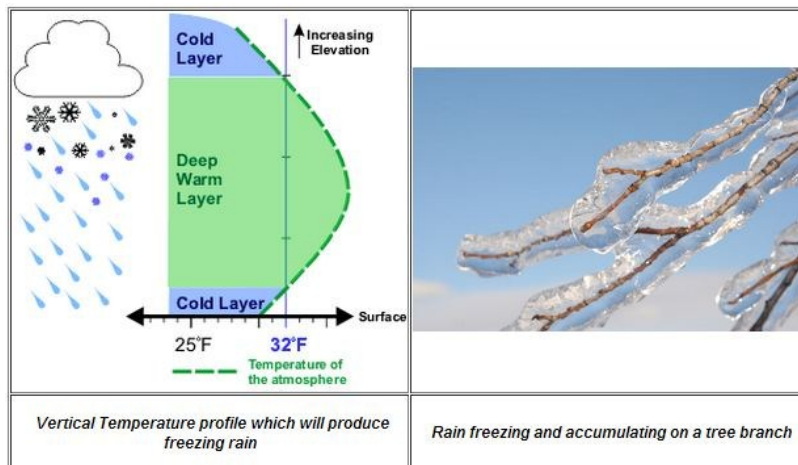 Cold
Layer
Increasing
Elevation
Deep
Warm
Layer
Cold Layer
Surface
25°F
32°F
Temperature of
the atmosphere
Vertical Temperature profile which will produce
freezing rain
Rain freezing and accumulating on a tree branch